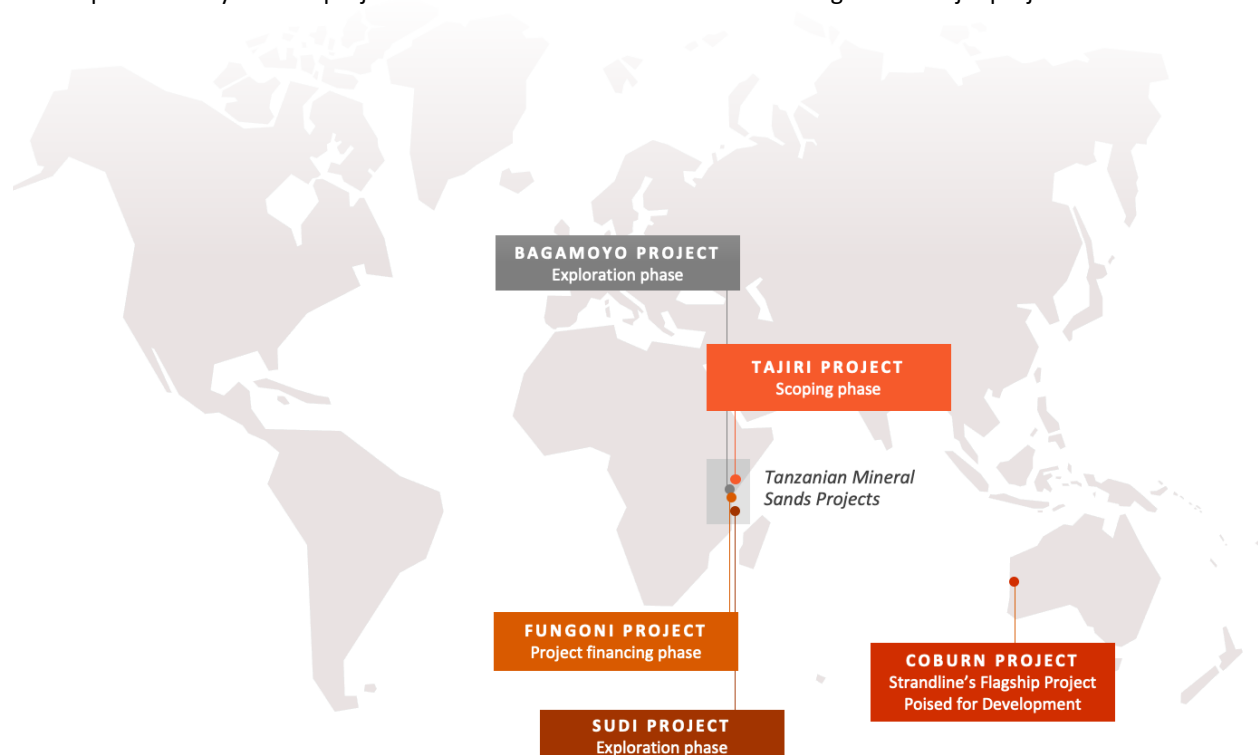 BAGAMOYO PROJECT
Exploration phase
TAJIRI PROJECT
Scoping phase
Tanzanian Mineral
Sands Projects
FUNGONI PROJECT
Project financing phase
COBURN PROJECT
Strandline's Flagship Project
Poised for Development
SUDI PROJECT
Exploration phase